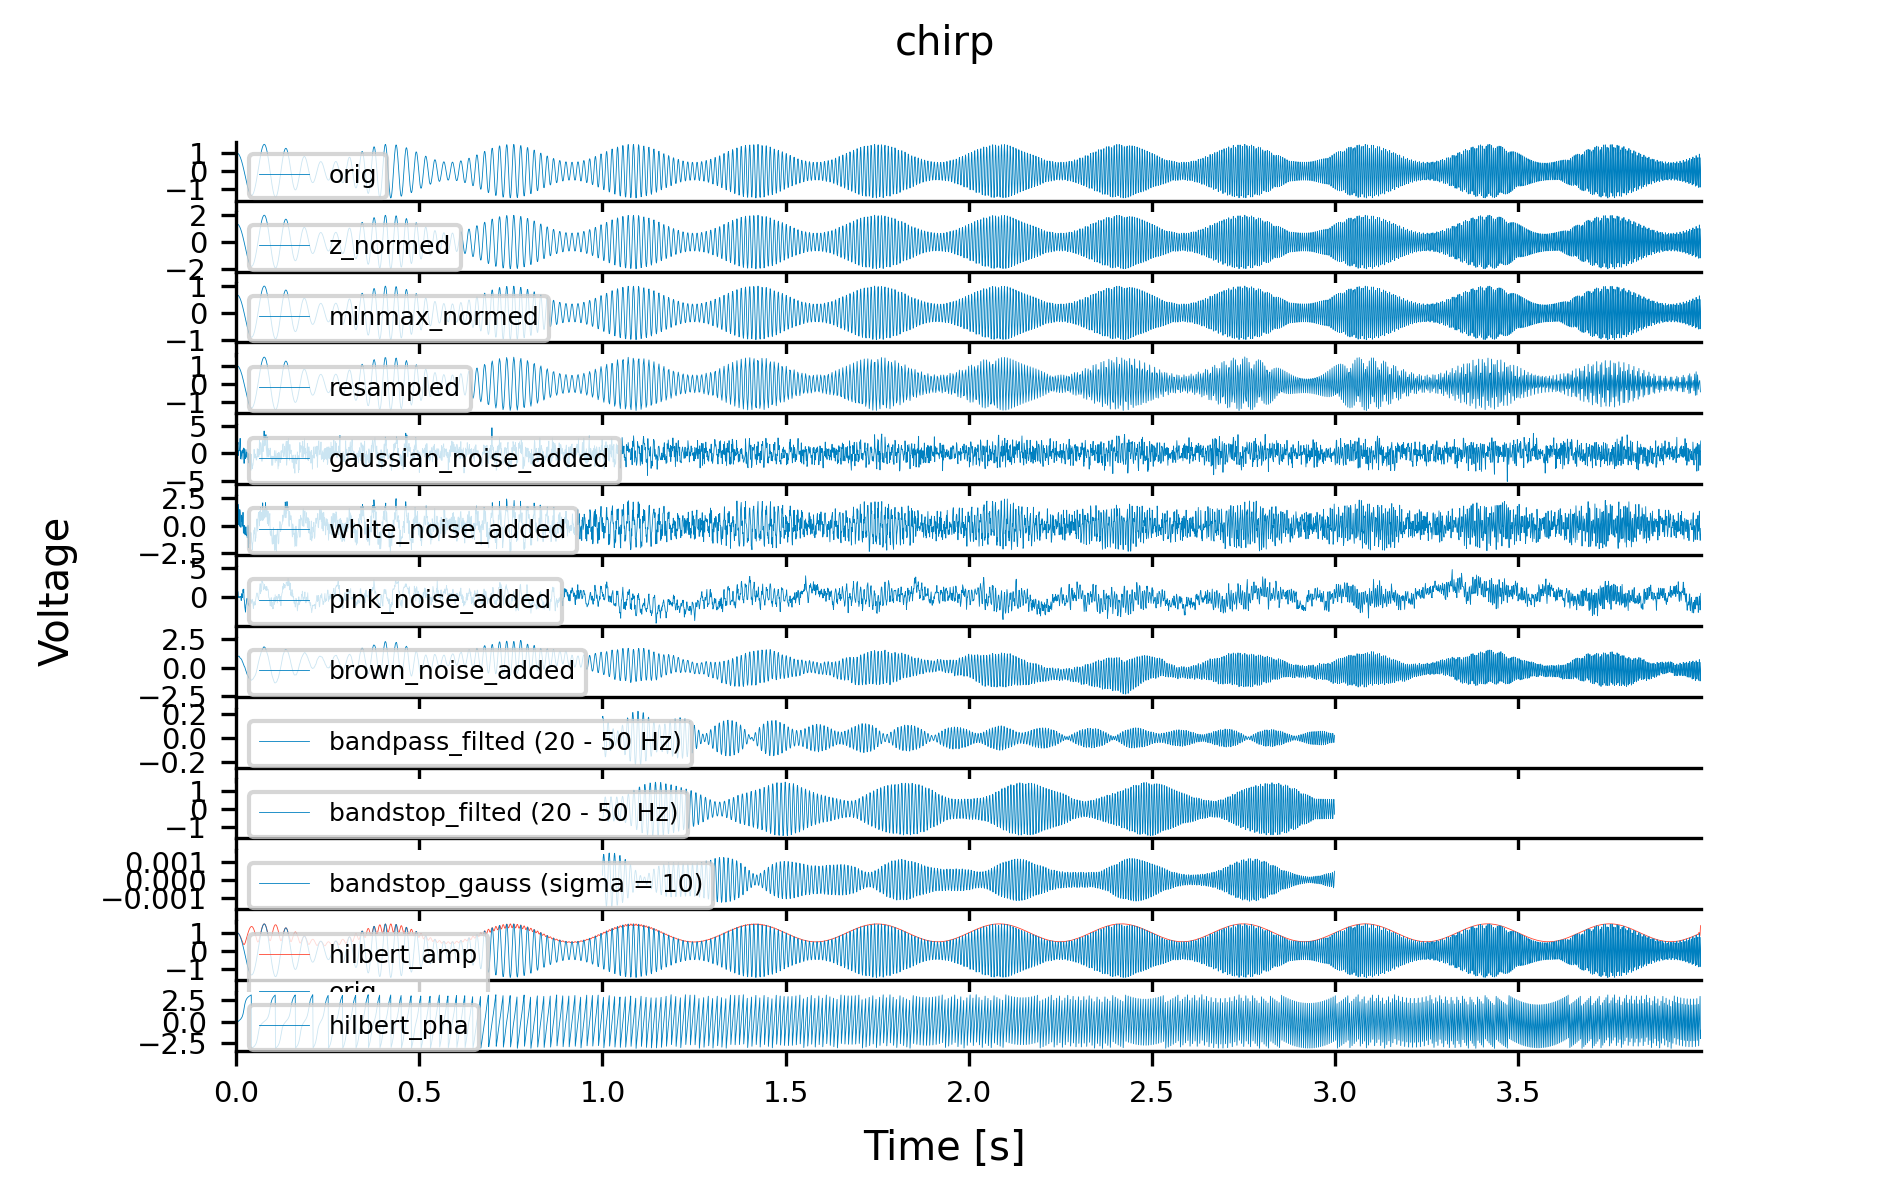 chirp
Voltage
1
0
−1
orig
2
0
−2
z_normed
1
0
−1
minmax_normed
1
0
−1
resampled
5
0
−5
gaussian_noise_added
2.5
0.0
−2.5
white_noise_added
5
0
pink_noise_added
2.5
0.0
−2.5
brown_noise_added
0.2
0.0
−0.2
bandpass_filted (20 - 50 Hz)
1
0
−1
bandstop_filted (20 - 50 Hz)
0.001
0.000
−0.001
bandstop_gauss (sigma = 10)
1
0
−1
hilbert_amp
orig
2.5
0.0
−2.5
hilbert_pha
0.0 0.5 1.0 1.5 2.0 2.5 3.0 3.5
Time [s]